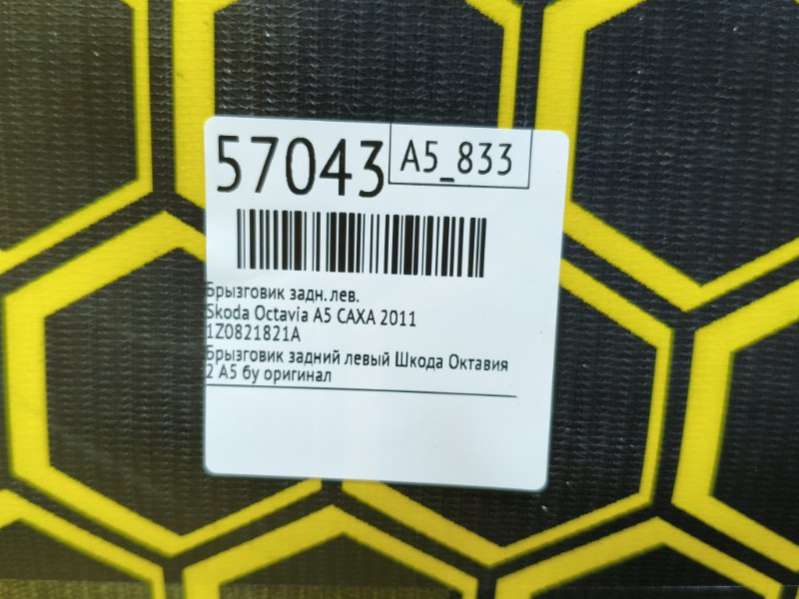 57043
A5_833
Брызговик задн. лев.
Skoda Octavia A5 CAXA 2011
1Z0821821A
Брызговик задний левый Шкода Октавия
2 А5 бу оригинал